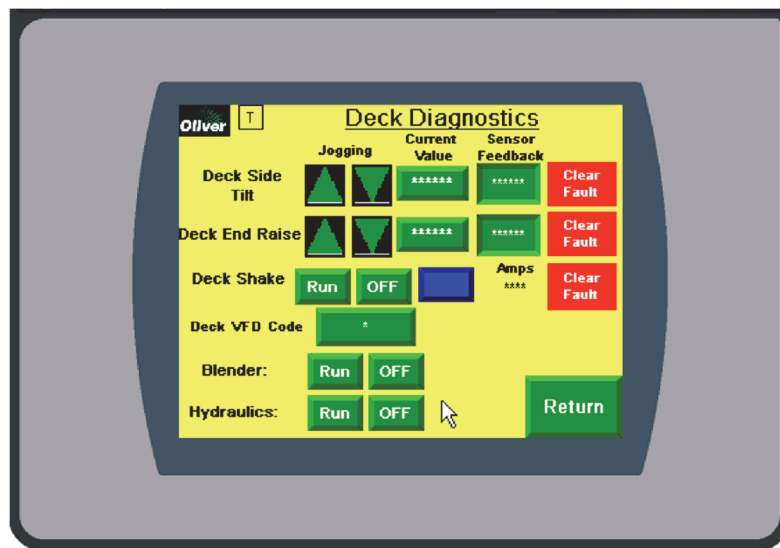 Oliver T Deck Diagnostics
Jogging Current Value Sensor Feedback
Deck Side Tilt ****** ****** Clear Fault
Deck End Raise ****** ****** Clear Fault
Deck Shake Run OFF Amps **** Clear Fault
Deck VFD Code *
Blender: Run OFF
Hydraulics: Run OFF Return